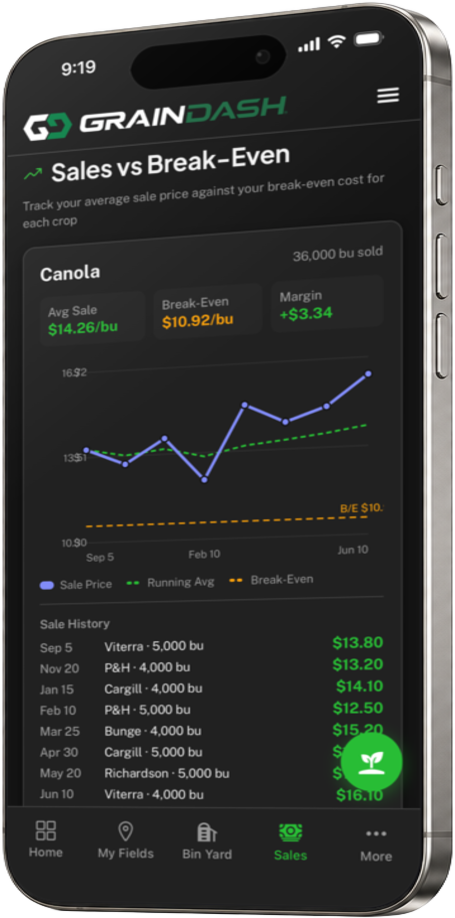 9:19
GRAINDASH
Sales vs Break-Even
Track your average sale price against your break-even cost for
each crop
Canola
36,000 bu sold
Avg Sale
$14.26/bu
Break-Even
$10.92/bu
Margin
+$3.34
B/E $10.
Sep 5 Feb 10 Jun 10
Sale Price Running Avg Break-Even
Sale History
Sep 5 Viterra · 5,000 bu $13.80
Nov 20 P&H · 4,000 bu $13.20
Jan 15 Cargill · 4,000 bu $14.10
Feb 10 P&H · 5,000 bu $12.50
Mar 25 Bunge · 4,000 bu $15.20
Apr 30 Cargill · 5,000 bu $
May 20 Richardson · 5,000 bu $
Jun 10 Viterra · 4,000 bu $16.10
Home My Fields Bin Yard Sales More